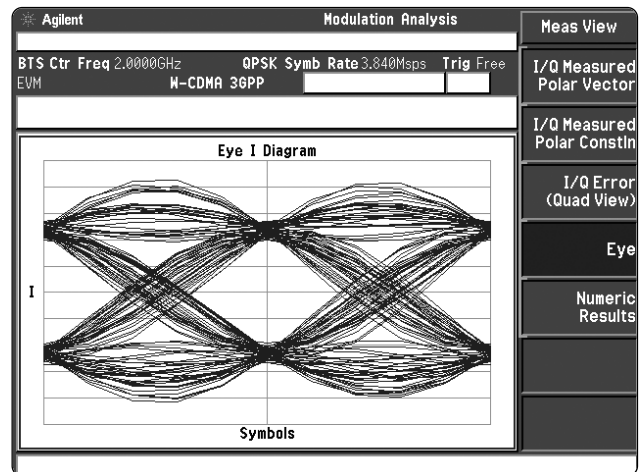 Agilent
Modulation Analysis
BTS Ctr Freq 2.0000GHz
QPSK Symb Rate 3.840Msps
Trig Free
EVM
W-CDMA 3GPP
Eye I Diagram
I
Symbols
Meas View
I/Q Measured
Polar Vector
I/Q Measured
Polar Constln
I/Q Error
(Quad View)
Eye
Numeric
Results